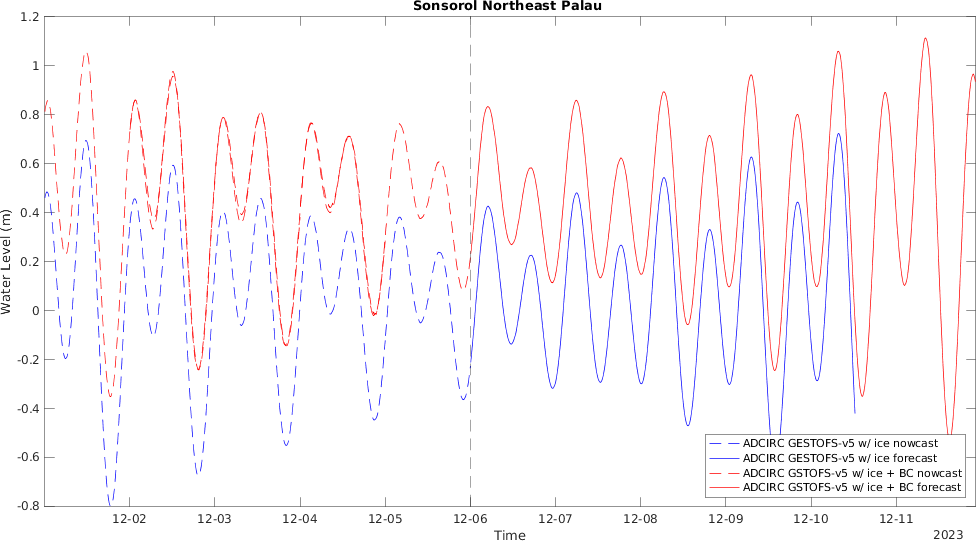 Sonsorol Northeast Palau
1.2
1
0.8
0.6
0.4
0.2
0
-0.2
-0.4
-0.6
-0.8
Water Level (m)
ADCIRC GESTOFS-v5 w/ ice nowcast
ADCIRC GESTOFS-v5 w/ ice forecast
ADCIRC GSTOFS-v5 w/ ice + BC nowcast
ADCIRC GSTOFS-v5 w/ ice + BC forecast
12-02 12-03 12-04 12-05 12-06 12-07 12-08 12-09 12-10 12-11
Time
2023